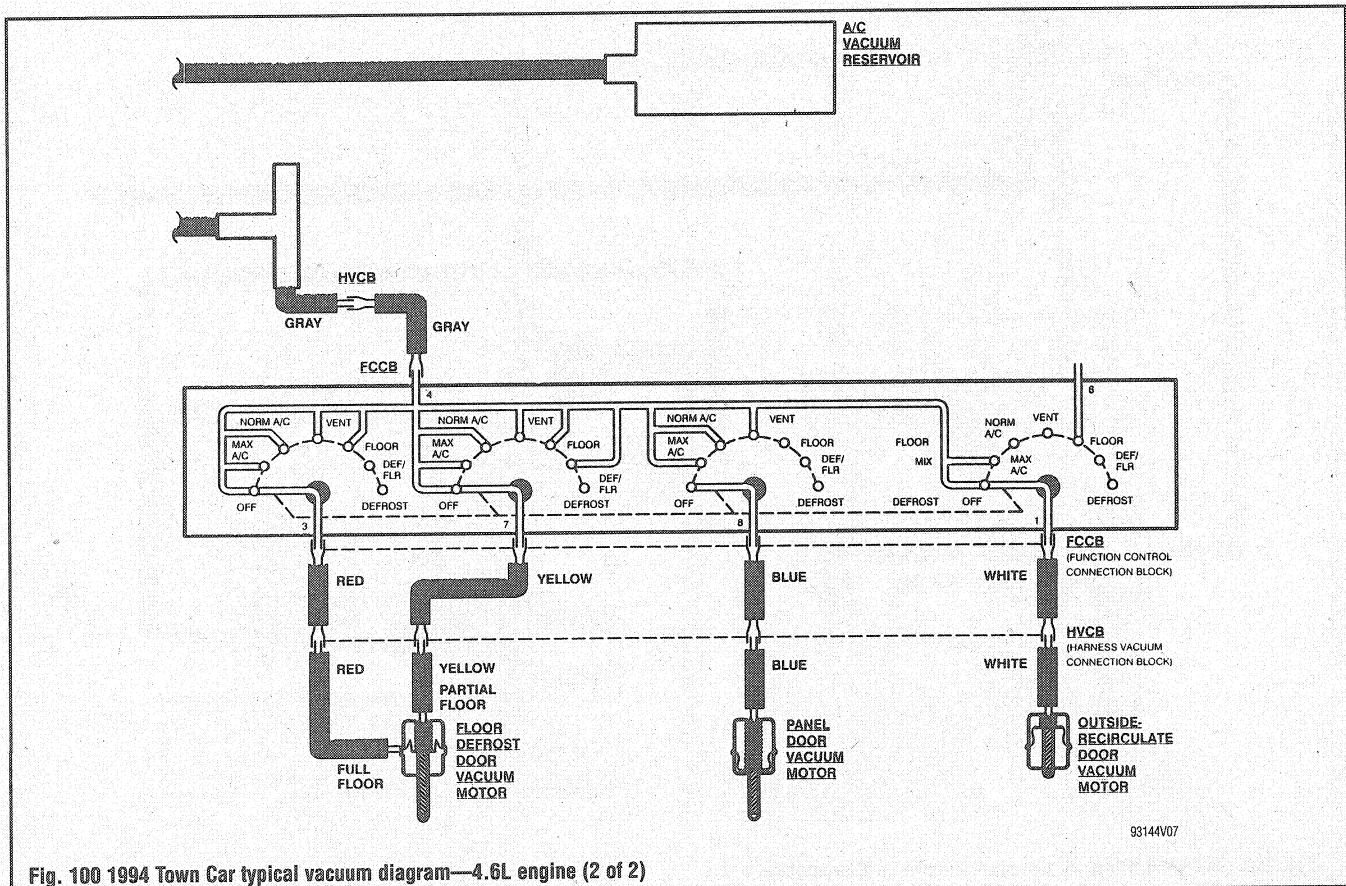 A/C
VACUUM
RESERVOIR
HVCB
GRAY
GRAY
FCCB
4
6
NORM A/C
VENT
MAX
A/C
FLOOR
DEF/
FLR
OFF
DEFROST
3
NORM A/C
VENT
MAX
A/C
FLOOR
DEF/
FLR
OFF
DEFROST
7
NORM A/C
VENT
MAX
A/C
FLOOR
DEF/
FLR
OFF
DEFROST
8
FLOOR
MIX
DEFROST
NORM
A/C
VENT
MAX
A/C
FLOOR
DEF/
FLR
OFF
DEFROST
1
FCCB
(FUNCTION CONTROL
CONNECTION BLOCK)
RED
YELLOW
BLUE
WHITE
HVCB
(HARNESS VACUUM
CONNECTION BLOCK)
RED
YELLOW
PARTIAL
FLOOR
BLUE
WHITE
FULL
FLOOR
FLOOR
DEFROST
DOOR
VACUUM
MOTOR
PANEL
DOOR
VACUUM
MOTOR
OUTSIDE-
RECIRCULATE
DOOR
VACUUM
MOTOR
93144V07
Fig. 100 1994 Town Car typical vacuum diagram—4.6L engine (2 of 2)